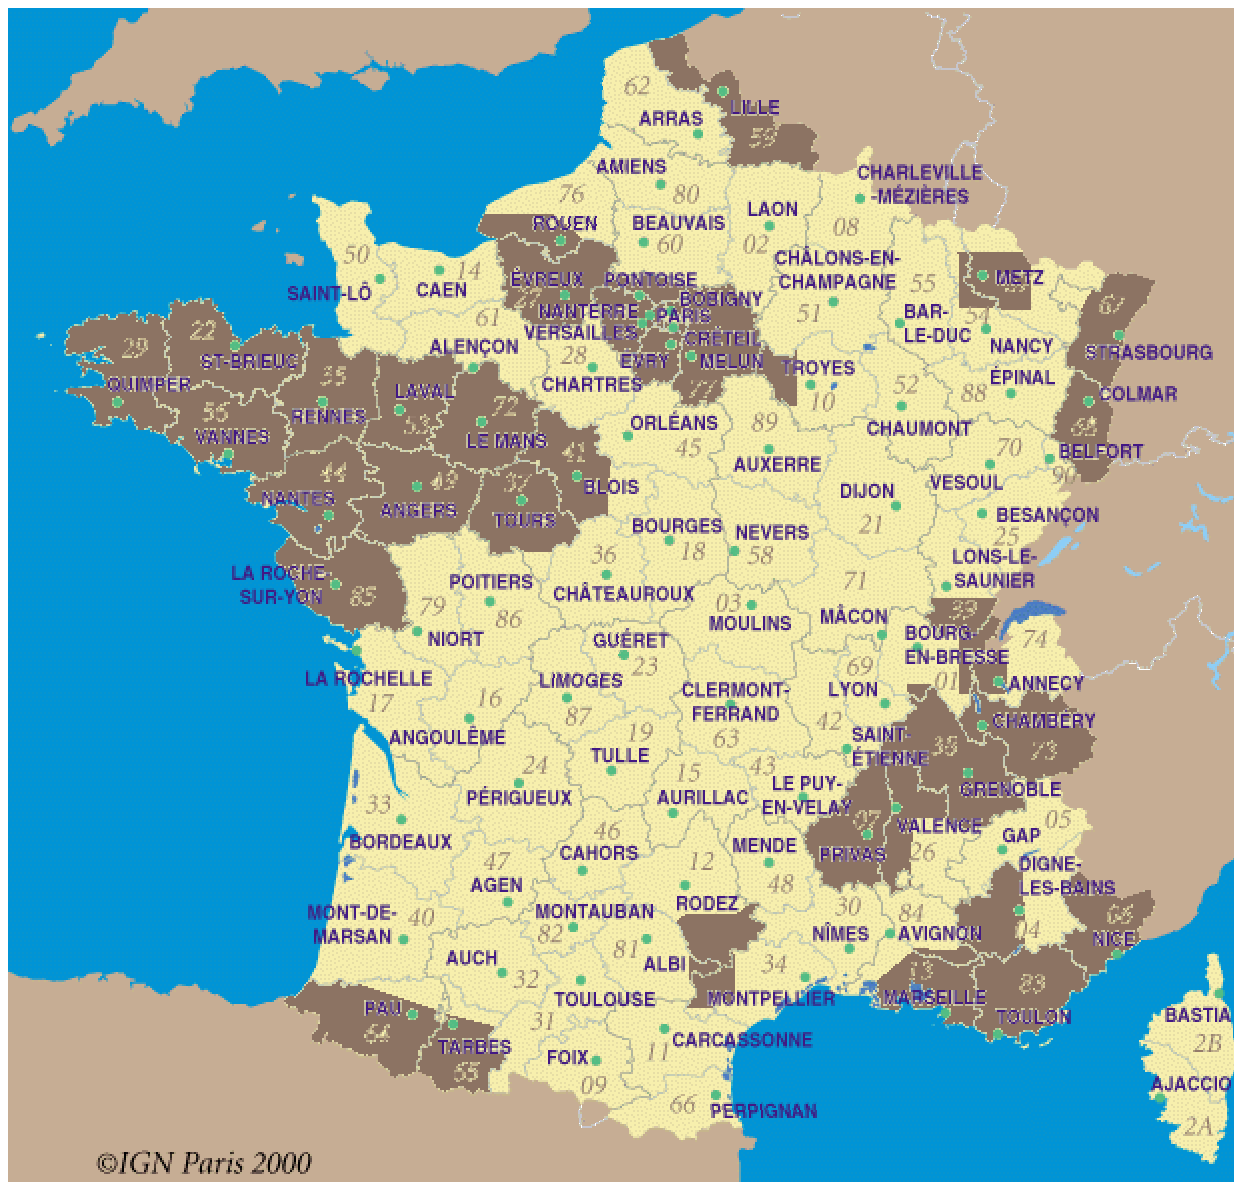 62
LILLE
ARRAS
59
AMIENS
CHARLEVILLE
-MÉZIÈRES
76
80
LAON
ROUEN
BEAUVAIS
08
02
60
50
14
CHÂLONS-EN-
CHAMPAGNE
METZ
SAINT-LÔ
CAEN
ÉVREUX
PONTOISE
55
67
BOBIGNY
NANTERRE
PARIS
51
BAR-
LE-DUC
54
61
VERSAILLES
CRÉTEIL
22
29
ST-BRIEUC
ALENÇON
28
EVRY
MELUN
NANCY
STRASBOURG
CHARTRES
TROYES
ÉPINAL
QUIMPER
35
LAVAL
77
10
52
88
COLMAR
56
RENNES
53
72
VANNES
LE MANS
ORLÉANS
89
CHAUMONT
68
45
70
BELFORT
41
AUXERRE
44
49
37
BLOIS
DIJON
VESOUL
90
NANTES
ANGERS
TOURS
21
BESANÇON
BOURGES
NEVERS
25
36
18
58
LONS-LE-
SAUNIER
LA ROCHE-
SUR-YON
85
POITIERS
CHÂTEAUROUX
71
79
86
03
MOULINS
MÂCON
39
NIORT
GUÉRET
BOURG-
EN-BRESSE
74
23
69
LA ROCHELLE
LIMOGES
01
ANNECY
17
16
CLERMONT-
FERRAND
LYON
87
42
CHAMBÉRY
ANGOULÊME
19
63
SAINT-
ÉTIENNE
38
73
TULLE
24
15
43
PÉRIGUEUX
AURILLAC
LE PUY-
EN-VELAY
GRENOBLE
33
BORDEAUX
46
07
VALENCE
05
CAHORS
MENDE
PRIVAS
26
GAP
47
12
DIGNE-
LES-BAINS
AGEN
48
MONT-DE-
MARSAN
40
MONTAUBAN
RODEZ
30
84
82
NÎMES
AVIGNON
04
NICE
AUCH
81
ALBI
34
32
13
83
TOULOUSE
MONTPELLIER
MARSEILLE
PAU
31
TOULON
BASTIA
64
TARBES
CARCASSONNE
2B
FOIX
11
65
09
AJACCIO
66
PERPIGNAN
2A
©IGN Paris 2000